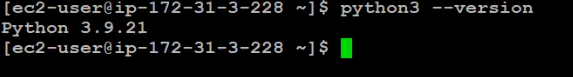 [ec2-user@ip-172-31-3-228 ~]$ python3 --version
Python 3.9.21
[ec2-user@ip-172-31-3-228 ~]$